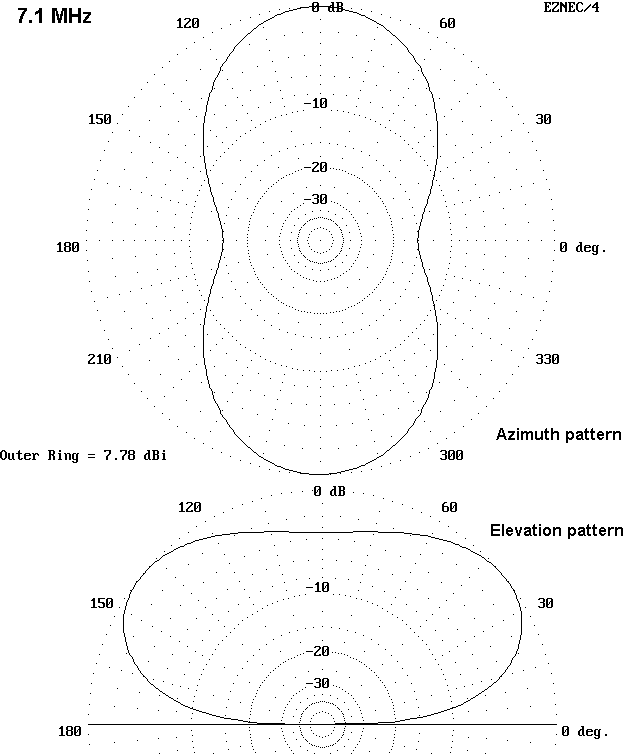 7.1 MHz
0 dB
EZNEC/4
120
60
-10
150
30
-20
-30
180
0 deg.
210
330
Azimuth pattern
Outer Ring = 7.78 dBi
300
0 dB
120
60
Elevation pattern
-10
150
30
-20
-30
180
0 deg.